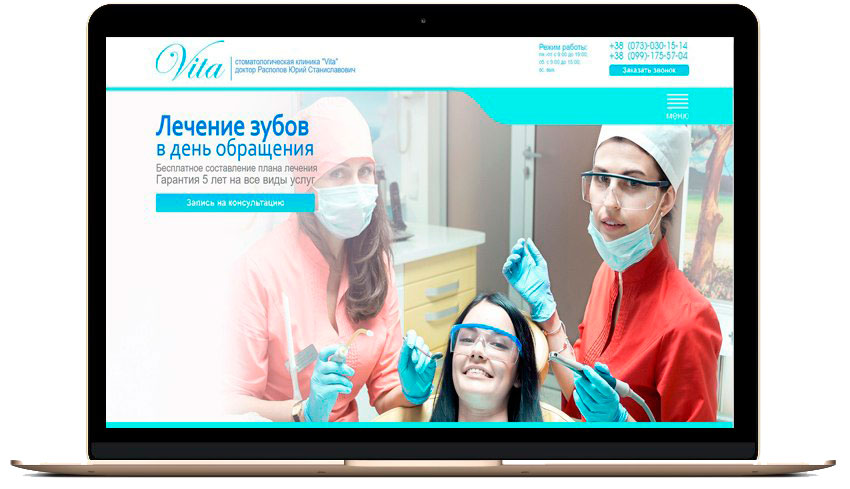 Vita
стоматологическая клиника "Vita"
доктор Располов Юрий Станиславович
Режим работы:
пн.-пт с 9:00 до 19:00;
сб. с 9:00 до 15:00;
вс. вых
+38 (073)-030-15-14
+38 (099)-175-57-04
Заказать звонок
меню
Лечение зубов
в день обращения
Бесплатное составление плана лечения
Гарантия 5 лет на все виды услуг
Запись на консультацию